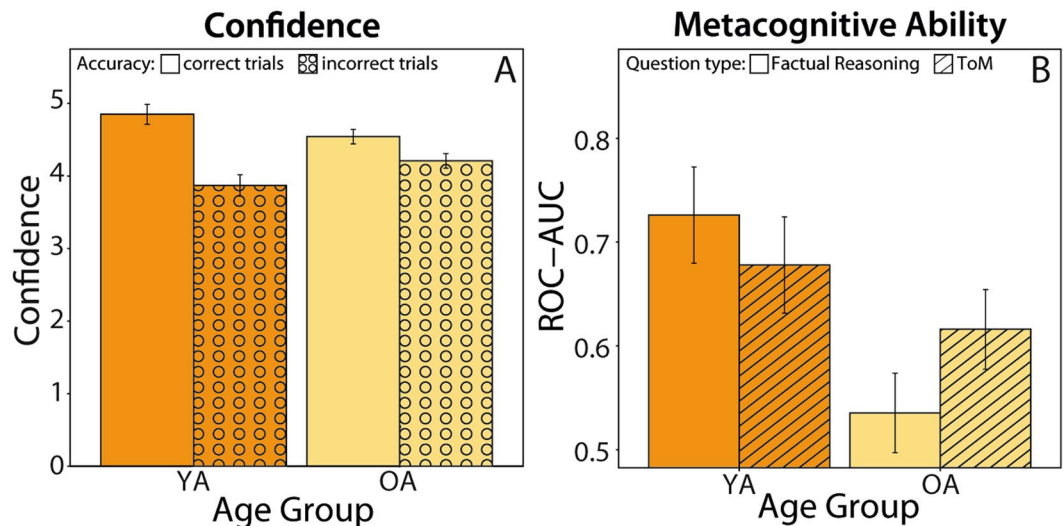 Confidence
Accuracy: correct trials incorrect trials A
Confidence
5
4
3
2
1
0
YA OA
Age Group
Metacognitive Ability
Question type: Factual Reasoning ToM B
ROC–AUC
0.8
0.7
0.6
0.5
YA OA
Age Group